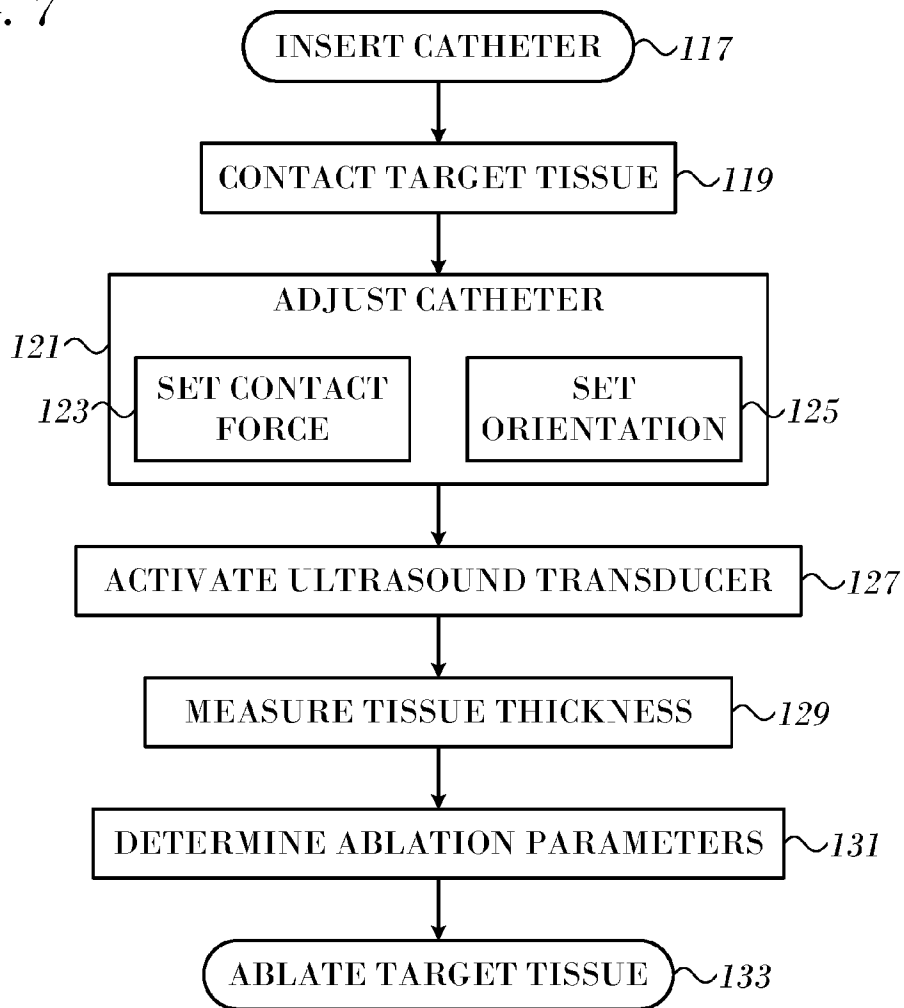 . 7
INSERT CATHETER 117
CONTACT TARGET TISSUE 119
ADJUST CATHETER
121
SET CONTACT
FORCE
123
SET
ORIENTATION
125
ACTIVATE ULTRASOUND TRANSDUCER 127
MEASURE TISSUE THICKNESS 129
DETERMINE ABLATION PARAMETERS 131
ABLATE TARGET TISSUE 133